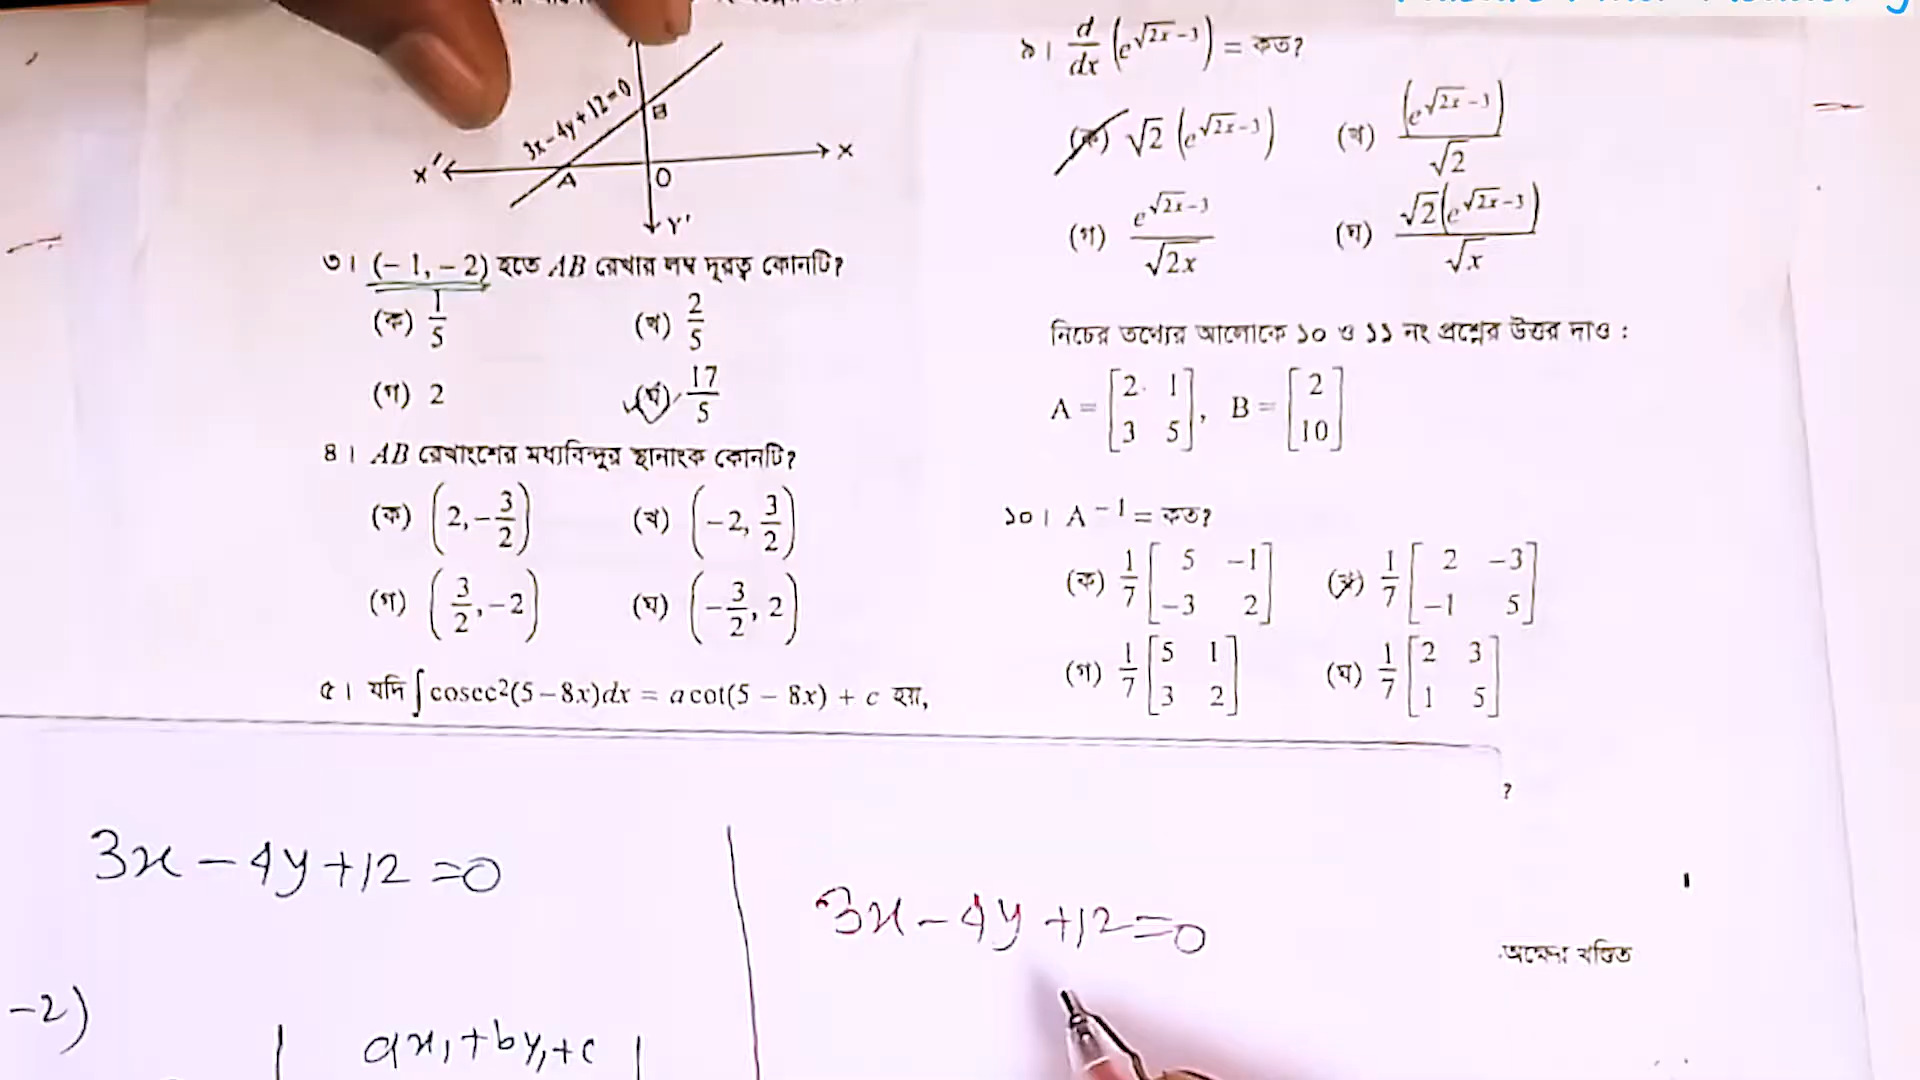 3x-4y+12=0
B
X
X'
A
O
Y'
৩। (-1, -2) হতে AB রেখার লম্ব দূরত্ব কোনটি?
(ক) 1/5 (খ) 2/5
(গ) 2 (ঘ) 17/5
৪। AB রেখাংশের মধ্যবিন্দুর স্থানাংক কোনটি?
(ক) (2, -3/2) (খ) (-2, 3/2)
(গ) (3/2, -2) (ঘ) (-3/2, 2)
৫। যদি ∫cosec²(5-8x)dx = a cot(5 - 8x) + c হয়,
৯। d/dx (e^√2x-3) = কত?
(ক) √2 (e^√2x-3) (খ) (e^√2x-3)/√2
(গ) e^√2x-3/√2x (ঘ) √2(e^√2x-3)/√x
নিচের তথ্যের আলোকে ১০ ও ১১ নং প্রশ্নের উত্তর দাও :
A = [2 1; 3 5], B = [2; 10]
১০। A⁻¹ = কত?
(ক) 1/7 [5 -1; -3 2] (খ) 1/7 [2 -3; -1 5]
(গ) 1/7 [5 1; 3 2] (ঘ) 1/7 [2 3; 1 5]
?
3x - 4y + 12 = 0
3x - 4y + 12 = 0
-2)
ax₁+by₁+c